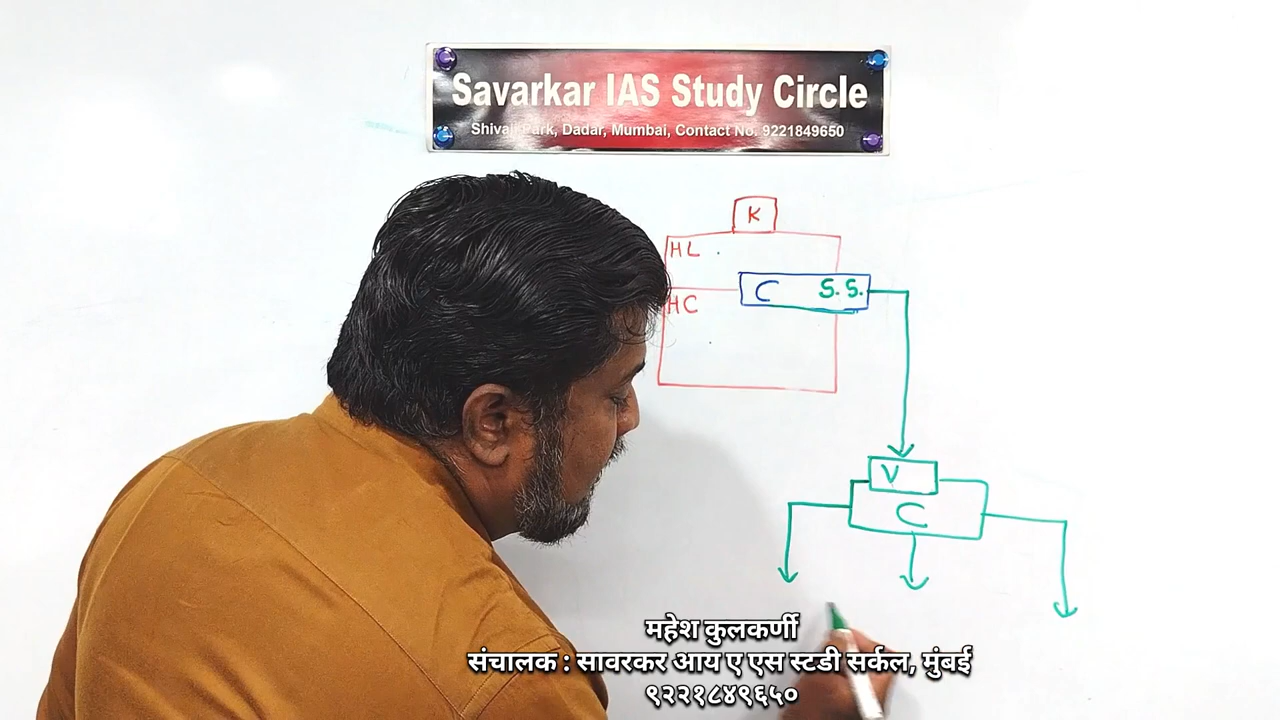 Savarkar IAS Study Circle
Shivaji Park, Dadar, Mumbai, Contact No. 9221849650
K
HL
C S.S.
HC
V
C
महेश कुलकर्णी
संचालक : सावरकर आय ए एस स्टडी सर्कल, मुंबई
९२२१८४९६५०